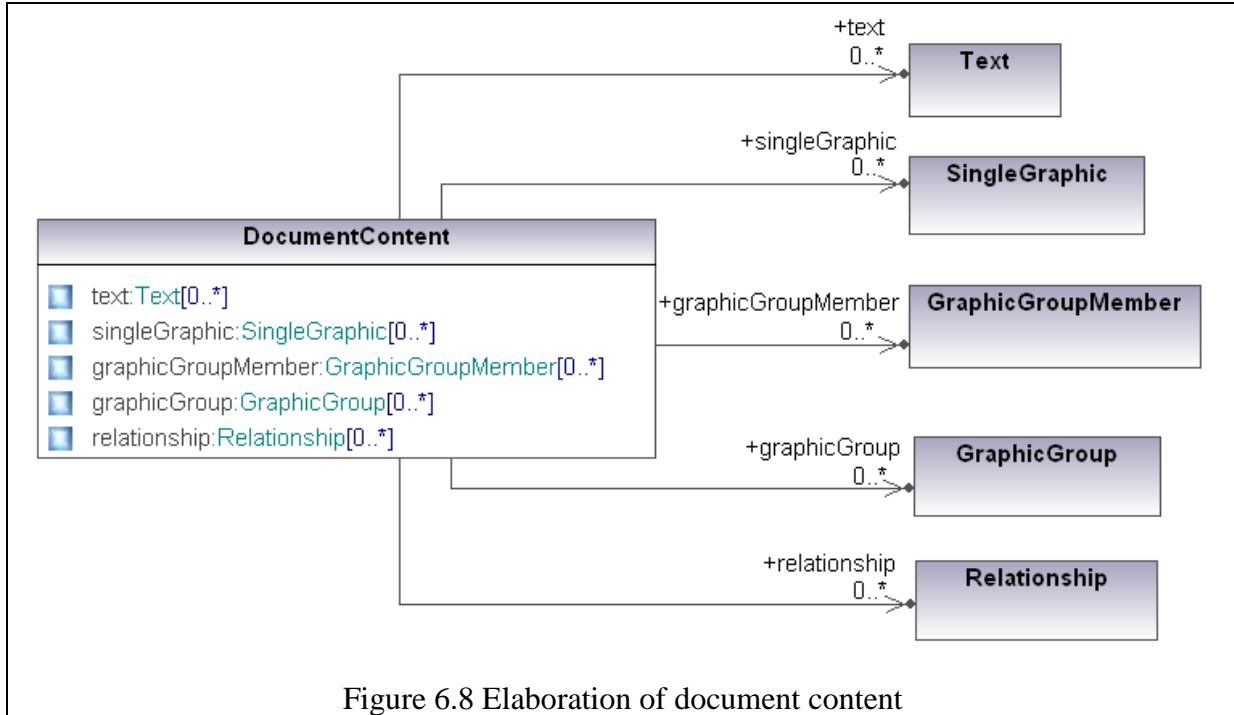 +text
0..*
Text
+singleGraphic
0..*
SingleGraphic
DocumentContent
text:Text[0..*]
singleGraphic:SingleGraphic[0..*]
graphicGroupMember:GraphicGroupMember[0..*]
graphicGroup:GraphicGroup[0..*]
relationship:Relationship[0..*]
+graphicGroupMember
0..*
GraphicGroupMember
+graphicGroup
0..*
GraphicGroup
+relationship
0..*
Relationship
Figure 6.8 Elaboration of document content